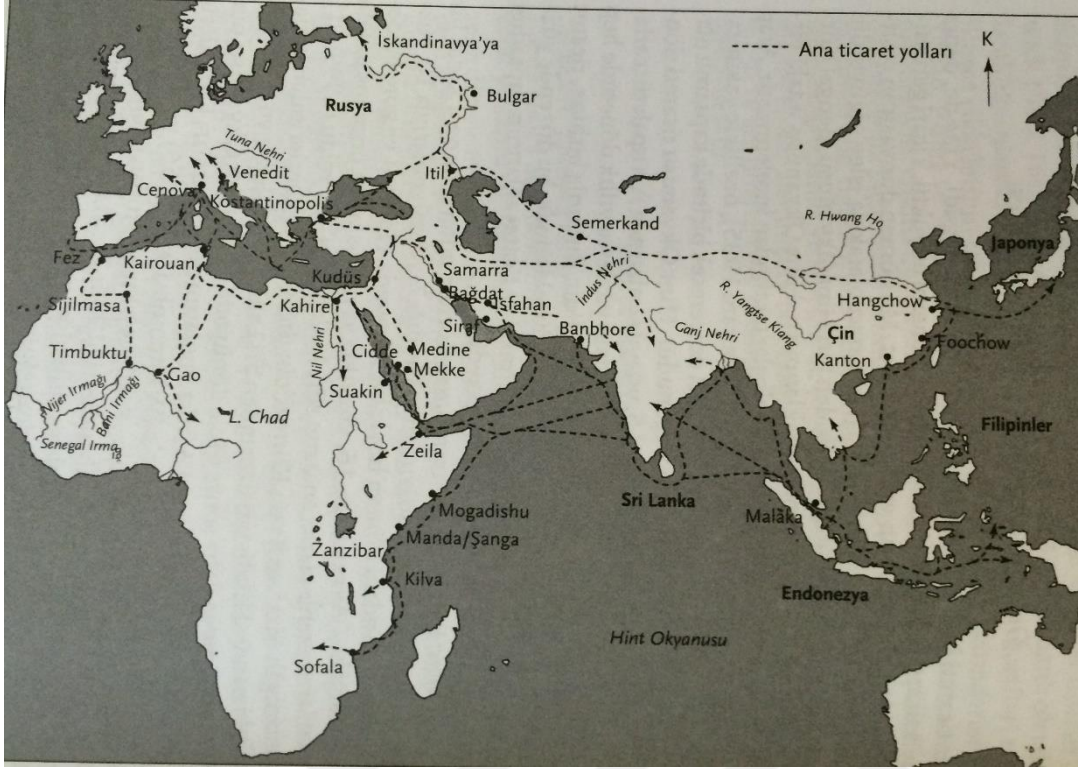 İskandinavya'ya
Ana ticaret yolları
K
Bulgar
Rusya
Tuna Nehri
Venedit
İtil
Cenova
Kostantinopolis
Semerkand
R. Hwang Ho
Japonya
Fez
Kairouan
Kudüs
Samarra
İndus Nehri
Bağdat
Isfahan
R. Yangtse Kiang
Hangchow
Sijilmasa
Kahire
Siraf
Banbhore
Ganj Nehri
Çin
Foochow
Timbuktu
Gao
Nil Nehri
Cidde
Medine
Mekke
Kanton
Nijer Irmağı
Bani Irmağı
Suakin
L. Chad
Senegal Irmağı
Zeila
Filipinler
Sri Lanka
Malàka
Mogadishu
Manda/Şanga
Zanzibar
Kilva
Endonezya
Hint Okyanusu
Sofala